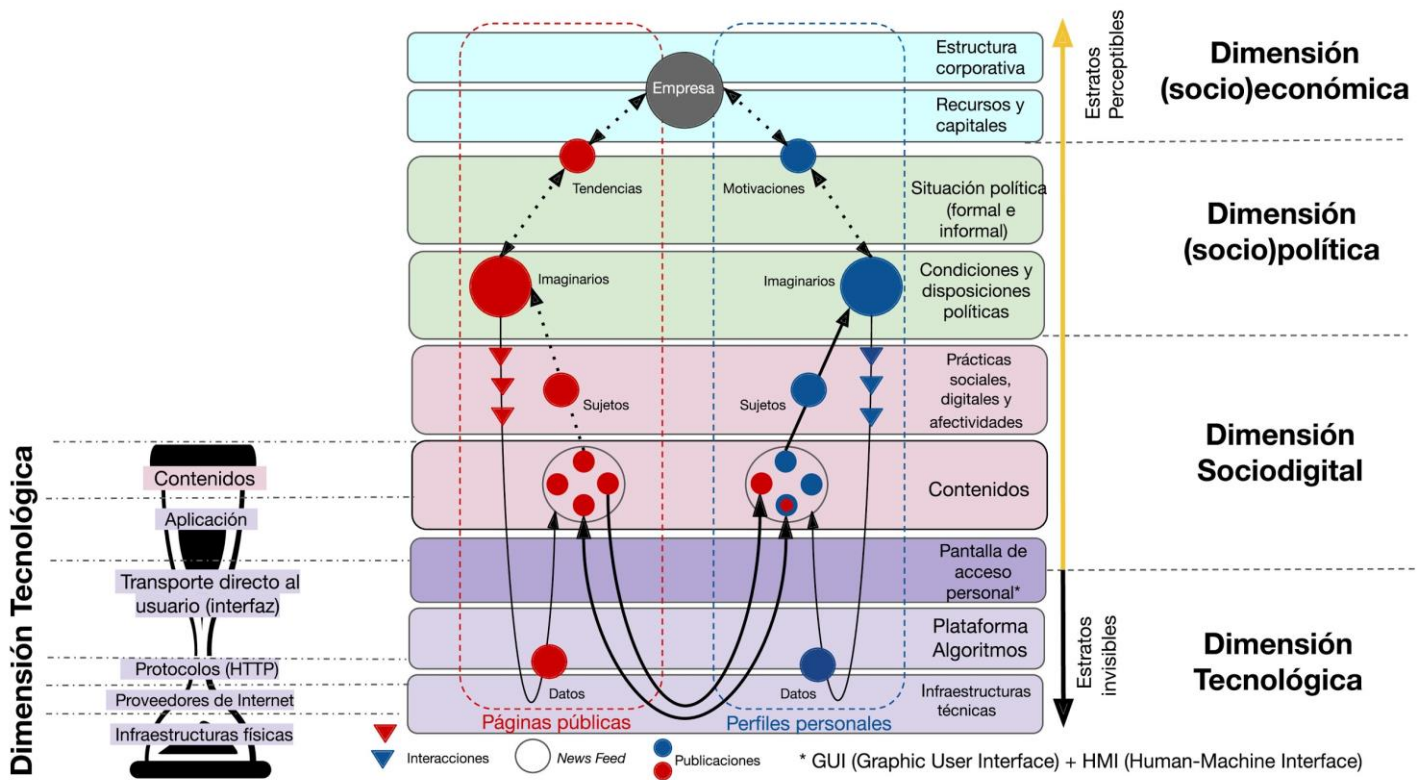 Estructura
corporativa
Empresa
Recursos y
capitales
Tendencias
Motivaciones
Situación política
(formal e
informal)
Imaginarios
Imaginarios
Condiciones y
disposiciones
políticas
Sujetos
Sujetos
Prácticas
sociales,
digitales y
afectividades
Contenidos
Pantalla de
acceso
personal*
Plataforma
Algoritmos
Datos
Datos
Infraestructuras
técnicas
Páginas públicas
Perfiles personales
Estratos
Perceptibles
Estratos
invisibles
Dimensión
(socio)económica
Dimensión
(socio)política
Dimensión
Sociodigital
Dimensión
Tecnológica
Dimensión Tecnológica
Contenidos
Aplicación
Transporte directo al
usuario (interfaz)
Protocolos (HTTP)
Proveedores de Internet
Infraestructuras físicas
Interacciones
News Feed
Publicaciones
* GUI (Graphic User Interface) + HMI (Human-Machine Interface)